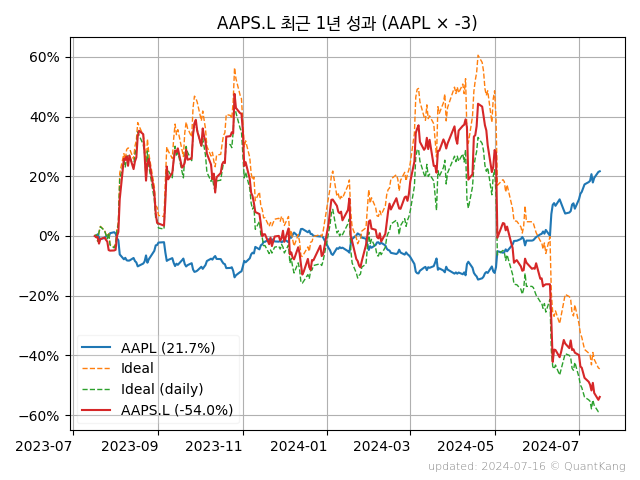 AAPS.L 최근 1년 성과 (AAPL × -3)
60%
40%
20%
0%
−20%
−40%
−60%
AAPL (21.7%)
Ideal
Ideal (daily)
AAPS.L (-54.0%)
2023-07 2023-09 2023-11 2024-01 2024-03 2024-05 2024-07
updated: 2024-07-16 © QuantKang